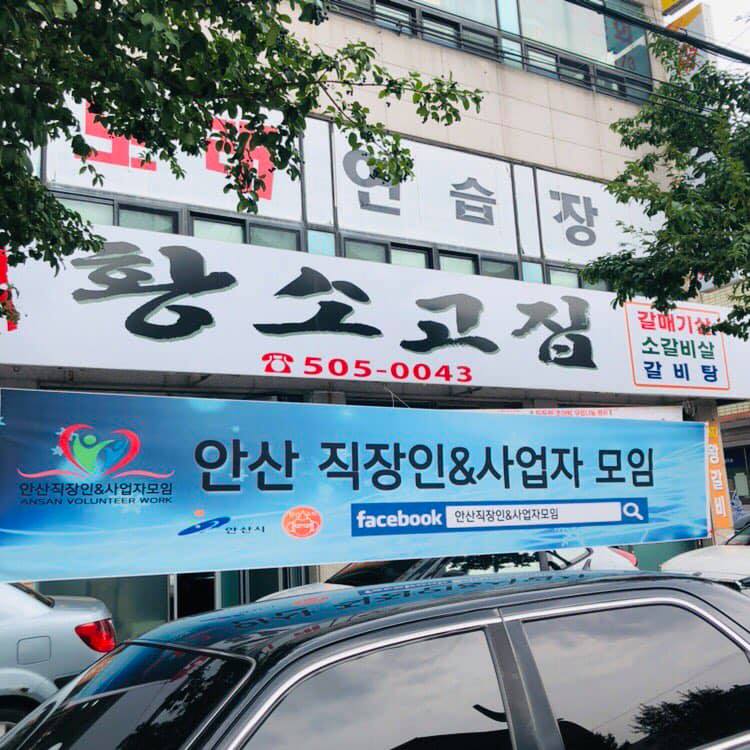 연습장
황소고집
☎505-0043
갈매기살
소갈비살
갈비탕
안산 직장인&사업자 모임
안산직장인&사업자모임
ANSAN VOLUNTEER WORK
안산시
facebook 안산직장인&사업자모임
왕갈비